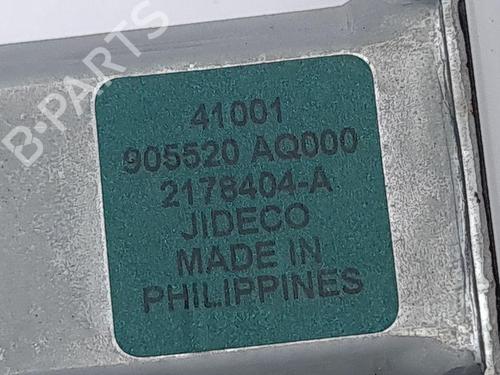 B-PARTS
41001
905520 AQ000
2178404-A
JIDECO
MADE IN
PHILIPPINES